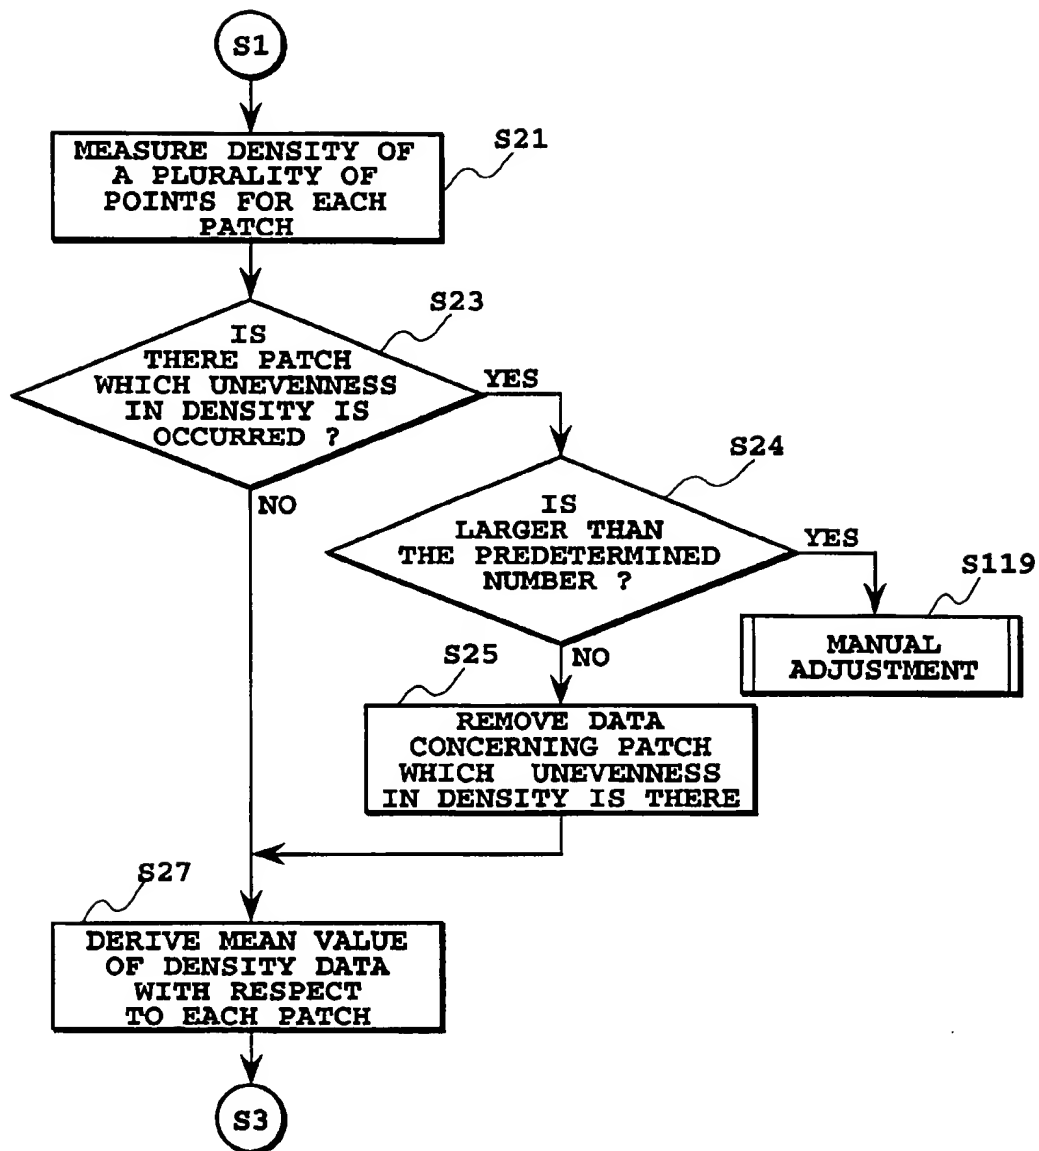 S1
S21
MEASURE DENSITY OF
A PLURALITY OF
POINTS FOR EACH
PATCH
S23
IS
THERE PATCH
WHICH UNEVENNESS
IN DENSITY IS
OCCURRED ?
YES
NO
S24
IS
LARGER THAN
THE PREDETERMINED
NUMBER ?
YES
NO
S119
MANUAL
ADJUSTMENT
S25
REMOVE DATA
CONCERNING PATCH
WHICH UNEVENNESS
IN DENSITY IS THERE
S27
DERIVE MEAN VALUE
OF DENSITY DATA
WITH RESPECT
TO EACH PATCH
S3